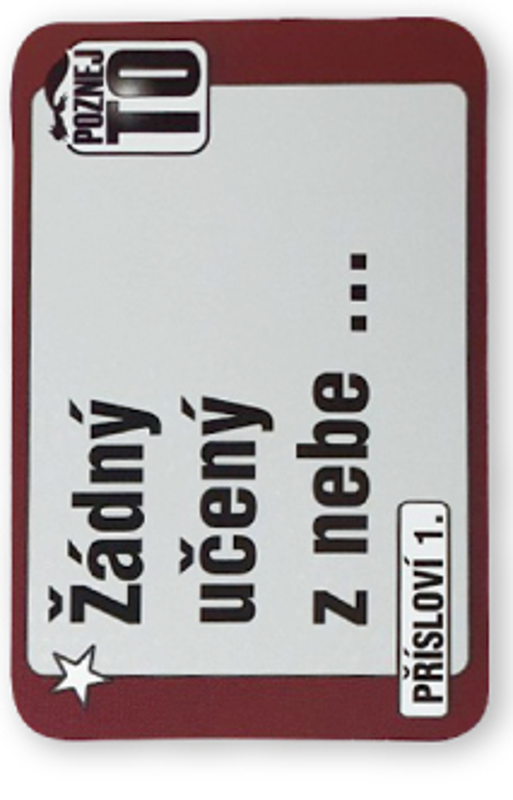 POZNEJ
TO
Žádný
učený
z nebe ...
PŘÍSLOVÍ 1.